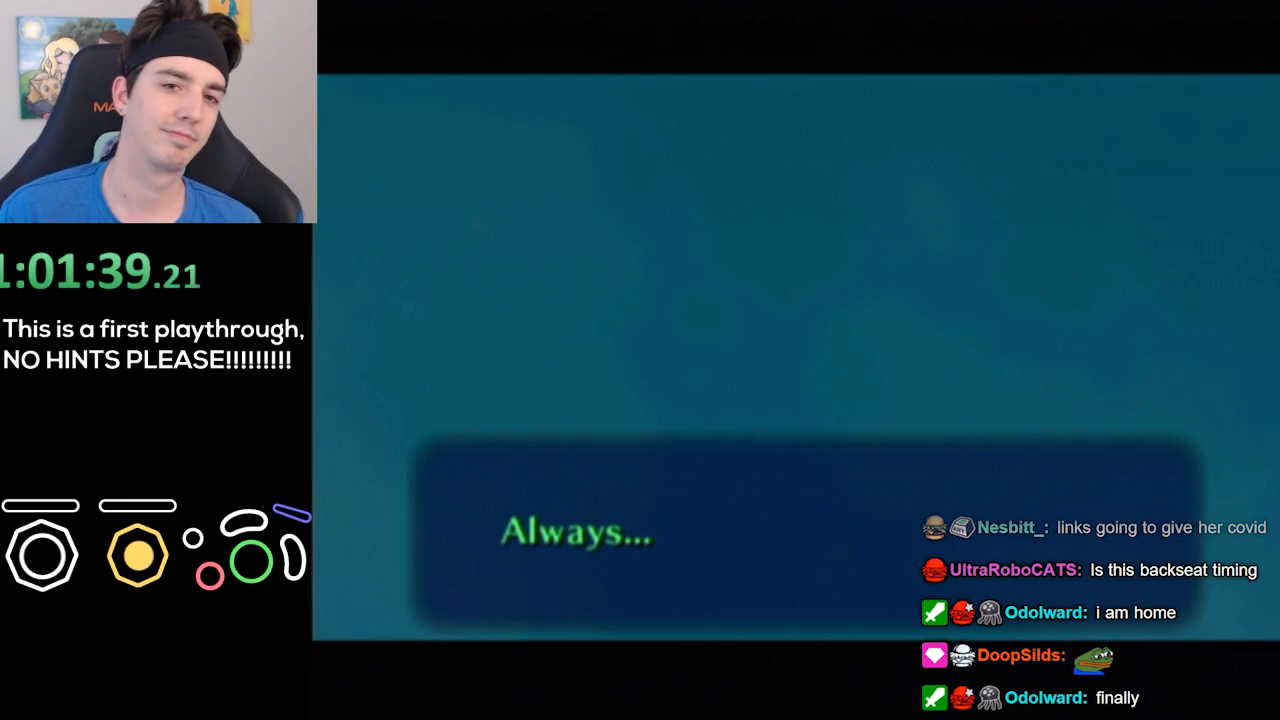 MA
1:01:39.21
This is a first playthrough,
NO HINTS PLEASE!!!!!!!!!
Always...
Nesbitt_: links going to give her covid
UltraRoboCATS: Is this backseat timing
Odolward: i am home
DoopSilds:
Odolward: finally